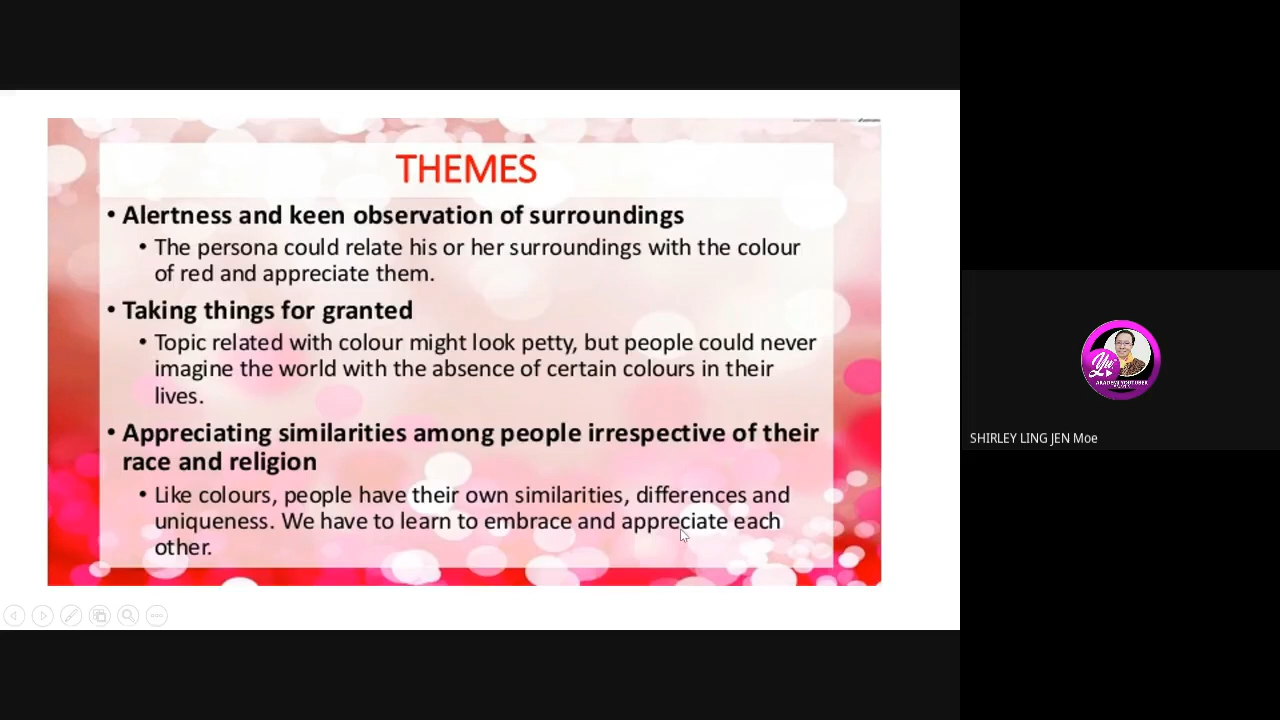 THEMES
• Alertness and keen observation of surroundings
• The persona could relate his or her surroundings with the colour
of red and appreciate them.
• Taking things for granted
• Topic related with colour might look petty, but people could never
imagine the world with the absence of certain colours in their
lives.
• Appreciating similarities among people irrespective of their
race and religion
• Like colours, people have their own similarities, differences and
uniqueness. We have to learn to embrace and appreciate each
other.
Yu
AKADEMI YOUTUBER
SHIRLEY LING JEN Moe